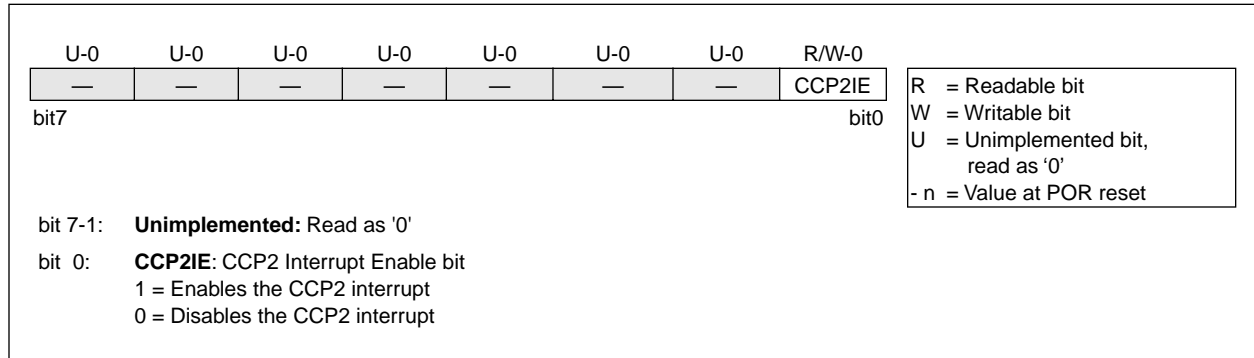 U-0 U-0 U-0 U-0 U-0 U-0 U-0 R/W-0
— — — — — — — CCP2IE
bit7 bit0
R = Readable bit
W = Writable bit
U = Unimplemented bit,
read as ‘0’
- n = Value at POR reset
bit 7-1: Unimplemented: Read as '0'
bit 0: CCP2IE: CCP2 Interrupt Enable bit
1 = Enables the CCP2 interrupt
0 = Disables the CCP2 interrupt